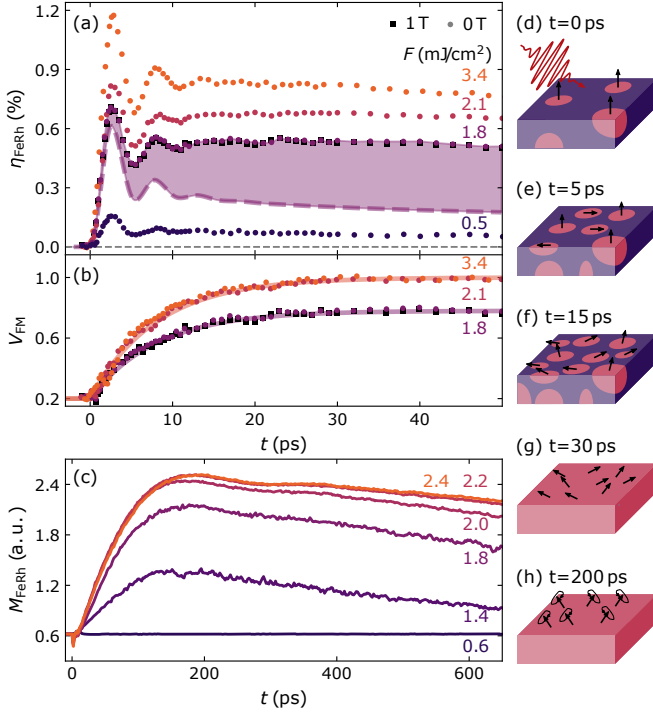 (a)
1 T
0 T
F (mJ/cm²)
3.4
2.1
1.8
0.5
1.2
0.9
0.6
0.3
0.0
η_FeRh (%)
(b)
3.4
2.1
1.8
1.0
0.6
0.2
V_FM
0
10
20
30
40
t (ps)
(c)
2.4
2.2
2.0
1.8
1.4
0.6
2.4
1.8
1.2
0.6
M_FeRh (a. u.)
0
200
400
600
t (ps)
(d) t=0 ps
(e) t=5 ps
(f) t=15 ps
(g) t=30 ps
(h) t=200 ps